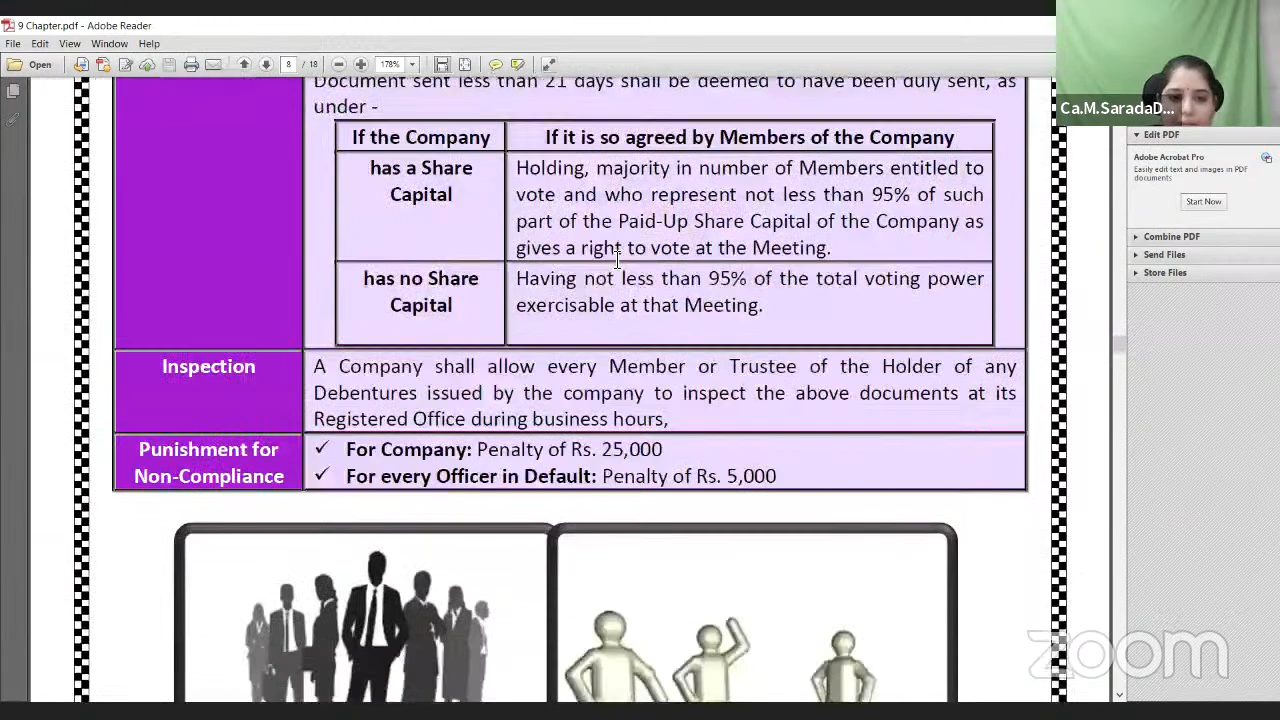 9 Chapter.pdf - Adobe Reader
File Edit View Window Help
Open 8 / 18 178%
Ca.M.SaradaD...
Document sent less than 21 days shall be deemed to have been duly sent, as
under -
If the Company If it is so agreed by Members of the Company
has a Share Capital
Holding, majority in number of Members entitled to
vote and who represent not less than 95% of such
part of the Paid-Up Share Capital of the Company as
gives a right to vote at the Meeting.
has no Share Capital
Having not less than 95% of the total voting power
exercisable at that Meeting.
Inspection
A Company shall allow every Member or Trustee of the Holder of any
Debentures issued by the company to inspect the above documents at its
Registered Office during business hours,
Punishment for
Non-Compliance
✓ For Company: Penalty of Rs. 25,000
✓ For every Officer in Default: Penalty of Rs. 5,000
Edit PDF
Adobe Acrobat Pro
Easily edit text and images in PDF
documents
Start Now
Combine PDF
Send Files
Store Files
zoom